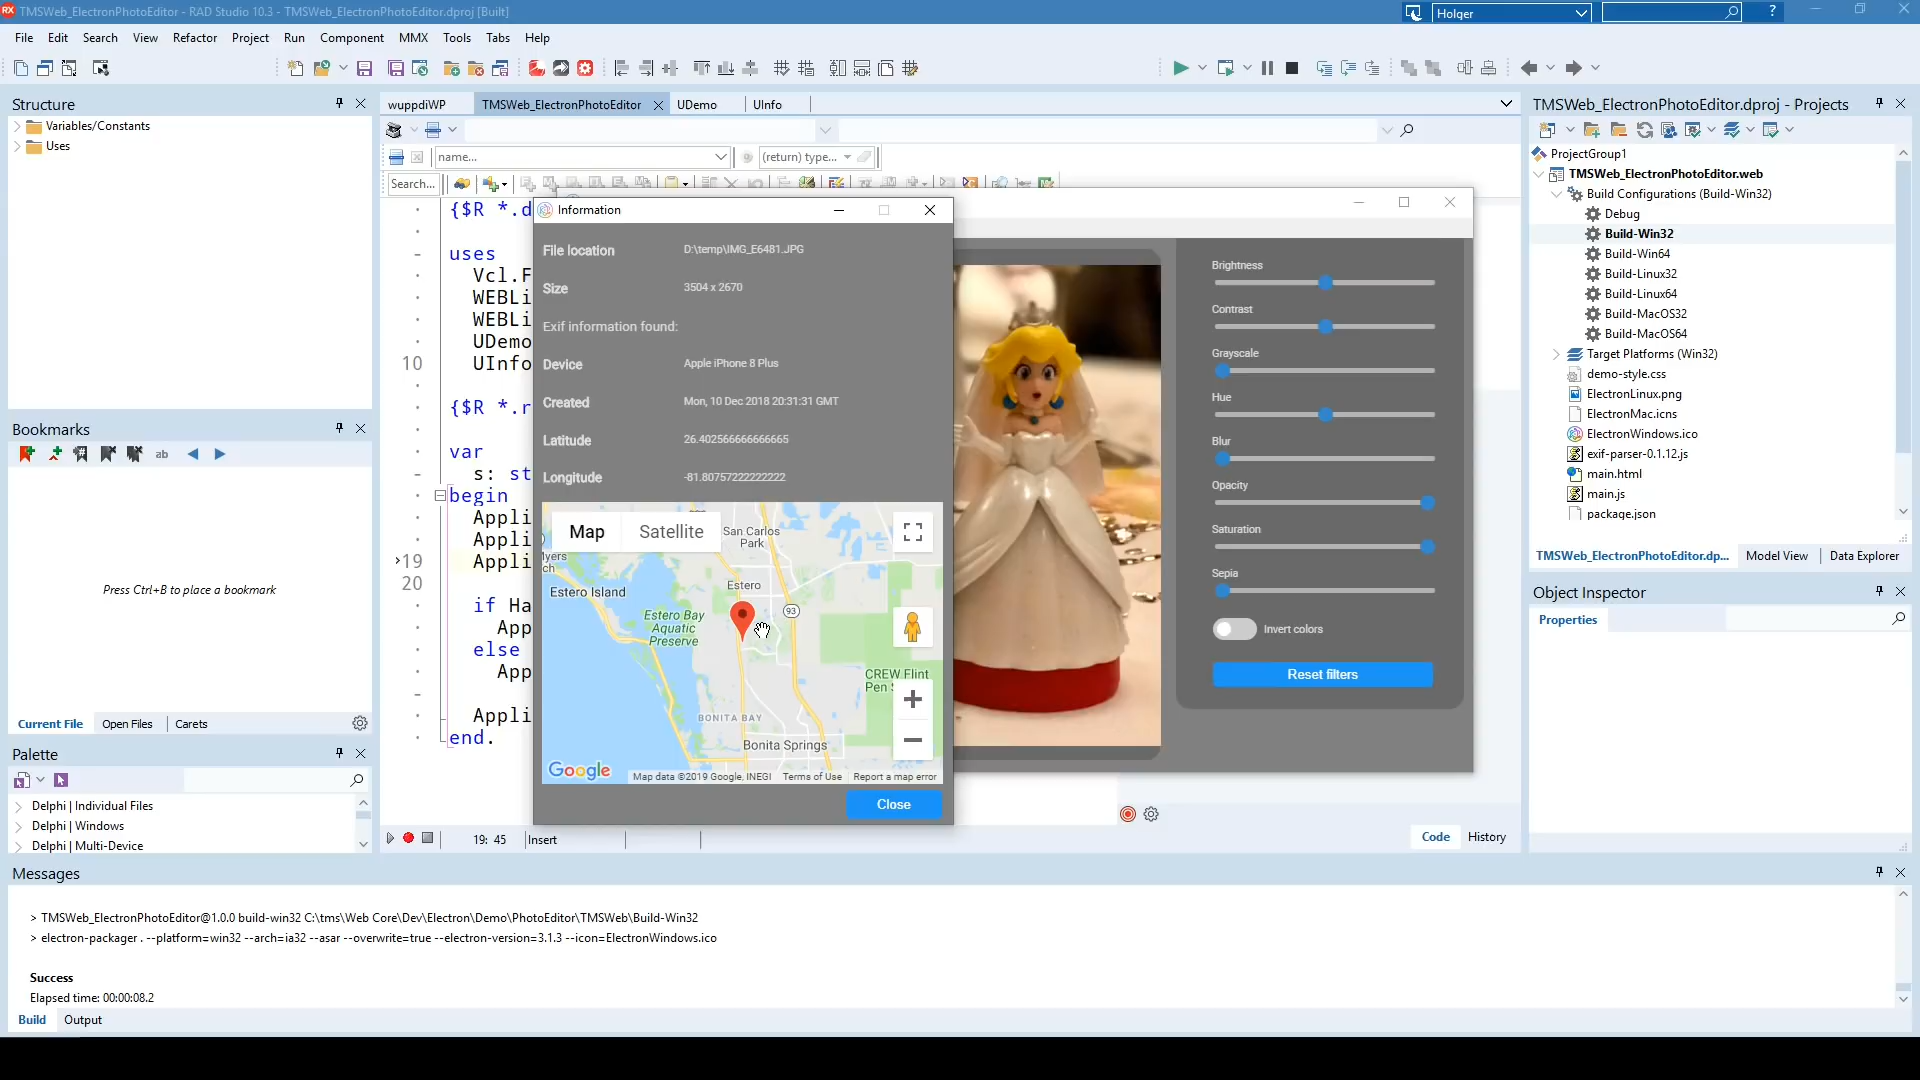 TMSWeb_ElectronPhotoEditor - RAD Studio 10.3 - TMSWeb_ElectronPhotoEditor.dproj [Built]
Holger
?
File Edit Search View Refactor Project Run Component MMX Tools Tabs Help
Structure
Variables/Constants
Uses
wuppdiWP TMSWeb_ElectronPhotoEditor UDemo UInfo
name...
(return) type...
Search...
{$R *.d
uses
Vcl.F
WEBLi
WEBLi
UDemo
10 UInfo
{$R *.r
var
s: st
begin
Appli
Appli
19 Appli
20
if Ha
App
else
App
Appli
end.
Information
File location D:\temp\IMG_E6481.JPG
Size 3504 x 2670
Exif information found:
Device Apple iPhone 8 Plus
Created Mon, 10 Dec 2018 20:31:31 GMT
Latitude 26.402566666666665
Longitude -81.80757222222222
Map Satellite
San Carlos
Park
Myers
ch
Estero Island
Estero
93
Estero Bay
Aquatic
Preserve
CREW Flint
Pen S
BONITA BAY
Bonita Springs
Google
Map data ©2019 Google, INEGI Terms of Use Report a map error
Close
Brightness
Contrast
Grayscale
Hue
Blur
Opacity
Saturation
Sepia
Invert colors
Reset filters
19: 45 Insert
Code History
Bookmarks
ab
Press Ctrl+B to place a bookmark
Current File Open Files Carets
Palette
Delphi | Individual Files
Delphi | Windows
Delphi | Multi-Device
TMSWeb_ElectronPhotoEditor.dproj - Projects
ProjectGroup1
TMSWeb_ElectronPhotoEditor.web
Build Configurations (Build-Win32)
Debug
Build-Win32
Build-Win64
Build-Linux32
Build-Linux64
Build-MacOS32
Build-MacOS64
Target Platforms (Win32)
demo-style.css
ElectronLinux.png
ElectronMac.icns
ElectronWindows.ico
exif-parser-0.1.12.js
main.html
main.js
package.json
TMSWeb_ElectronPhotoEditor.dp... Model View Data Explorer
Object Inspector
Properties
Messages
> TMSWeb_ElectronPhotoEditor@1.0.0 build-win32 C:\tms\Web Core\Dev\Electron\Demo\PhotoEditor\TMSWeb\Build-Win32
> electron-packager . --platform=win32 --arch=ia32 --asar --overwrite=true --electron-version=3.1.3 --icon=ElectronWindows.ico
Success
Elapsed time: 00:00:08.2
Build Output